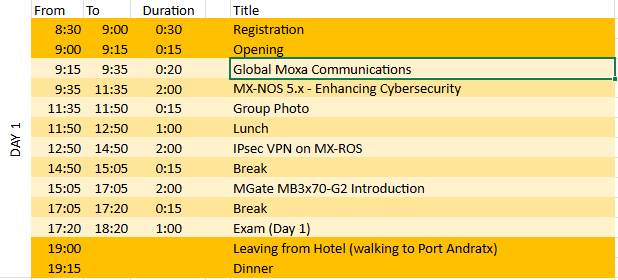 From To Duration Title
8:30 9:00 0:30 Registration
9:00 9:15 0:15 Opening
9:15 9:35 0:20 Global Moxa Communications
9:35 11:35 2:00 MX-NOS 5.x - Enhancing Cybersecurity
11:35 11:50 0:15 Group Photo
11:50 12:50 1:00 Lunch
12:50 14:50 2:00 IPsec VPN on MX-ROS
14:50 15:05 0:15 Break
15:05 17:05 2:00 MGate MB3x70-G2 Introduction
17:05 17:20 0:15 Break
17:20 18:20 1:00 Exam (Day 1)
19:00 Leaving from Hotel (walking to Port Andratx)
19:15 Dinner
DAY 1